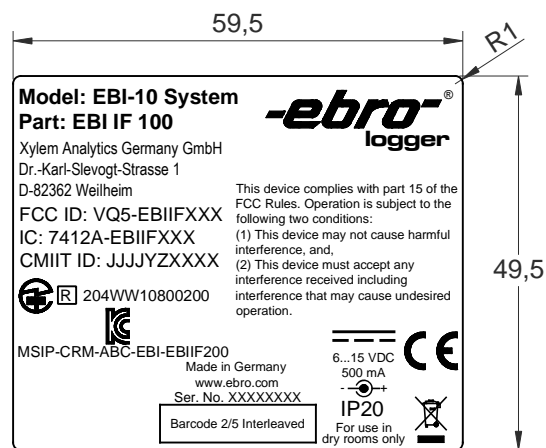 59,5
R1
Model: EBI-10 System
Part: EBI IF 100
-ebro-®
logger
Xylem Analytics Germany GmbH
Dr.-Karl-Slevogt-Strasse 1
D-82362 Weilheim
FCC ID: VQ5-EBIIFXXX
IC: 7412A-EBIIFXXX
CMIIT ID: JJJJYZXXXX
R 204WW10800200
MSIP-CRM-ABC-EBI-EBIIF200
This device complies with part 15 of the
FCC Rules. Operation is subject to the
following two conditions:
(1) This device may not cause harmful
interference, and,
(2) This device must accept any
interference received including
interference that may cause undesired
operation.
49,5
Made in Germany
www.ebro.com
Ser. No. XXXXXXXX
Barcode 2/5 Interleaved
6...15 VDC
500 mA
- +
IP20
For use in
dry rooms only
CE